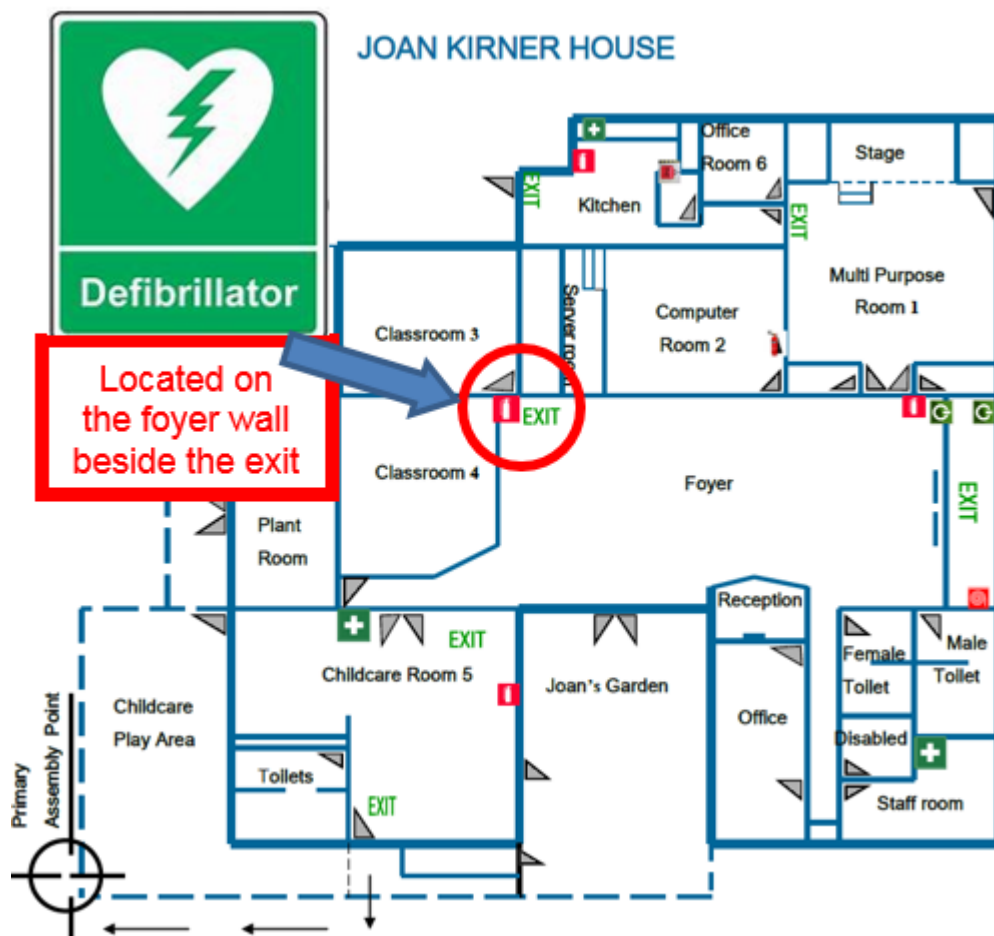 JOAN KIRNER HOUSE
Defibrillator
Located on
the foyer wall
beside the exit
Office
Room 6
Stage
EXIT
Kitchen
EXIT
Multi Purpose
Room 1
Classroom 3
Server room
Computer
Room 2
EXIT
Classroom 4
Foyer
EXIT
Plant
Room
Reception
EXIT
Childcare Room 5
Joan's Garden
Female
Toilet
Male
Toilet
Childcare
Play Area
Office
Disabled
Toilets
EXIT
Staff room
Primary
Assembly Point